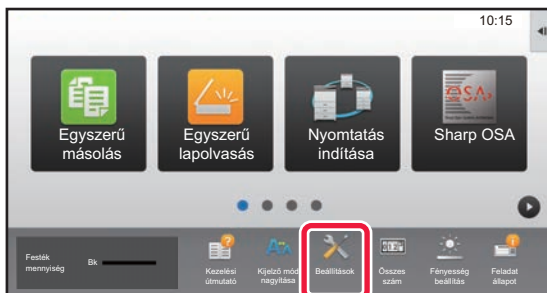 10:15
Egyszerű
másolás
Egyszerű
lapolvasás
Nyomtatás
indítása
Sharp OSA
Festék
mennyiség
Bk
Kezelési
útmutató
Kijelző mód
nagyítása
Beállítások
Összes
szám
Fényesség
beállítás
Feladat
állapot